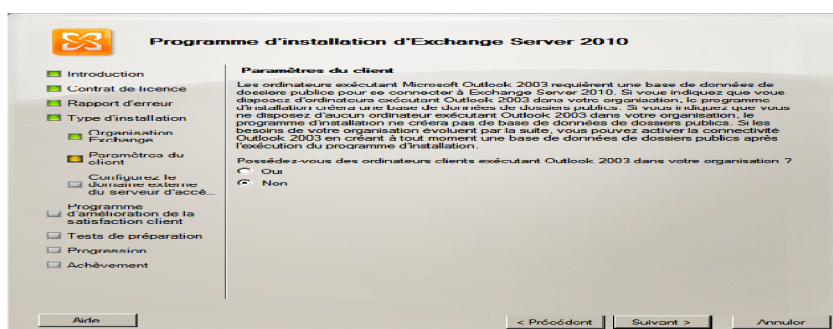 Programme d'installation d'Exchange Server 2010
Introduction
Contrat de licence
Rapport d'erreur
Type d'installation
Organisation
Exchange
Paramètres du
client
Configurez le
domaine externe
du serveur d'accè...
Programme
d'amélioration de la
satisfaction client
Tests de préparation
Progression
Achèvement
Paramètres du client
Les ordinateurs exécutant Microsoft Outlook 2003 requièrent une base de données de
dossiers publics pour se connecter à Exchange Server 2010. Si vous indiquez que vous
disposez d'ordinateurs exécutant Outlook 2003 dans votre organisation, le programme
d'installation créera une base de données de dossiers publics. Si vous indiquez que vous
ne disposez d'aucun ordinateur exécutant Outlook 2003 dans votre organisation, le
programme d'installation ne créera pas de base de données de dossiers publics. Si les
besoins de votre organisation évoluent par la suite, vous pouvez activer la connectivité
Outlook 2003 en créant à tout moment une base de données de dossiers publics après
l'exécution du programme d'installation.
Possédez-vous des ordinateurs clients exécutant Outlook 2003 dans votre organisation ?
Oui
Non
Aide
< Précédent
Suivant >
Annuler